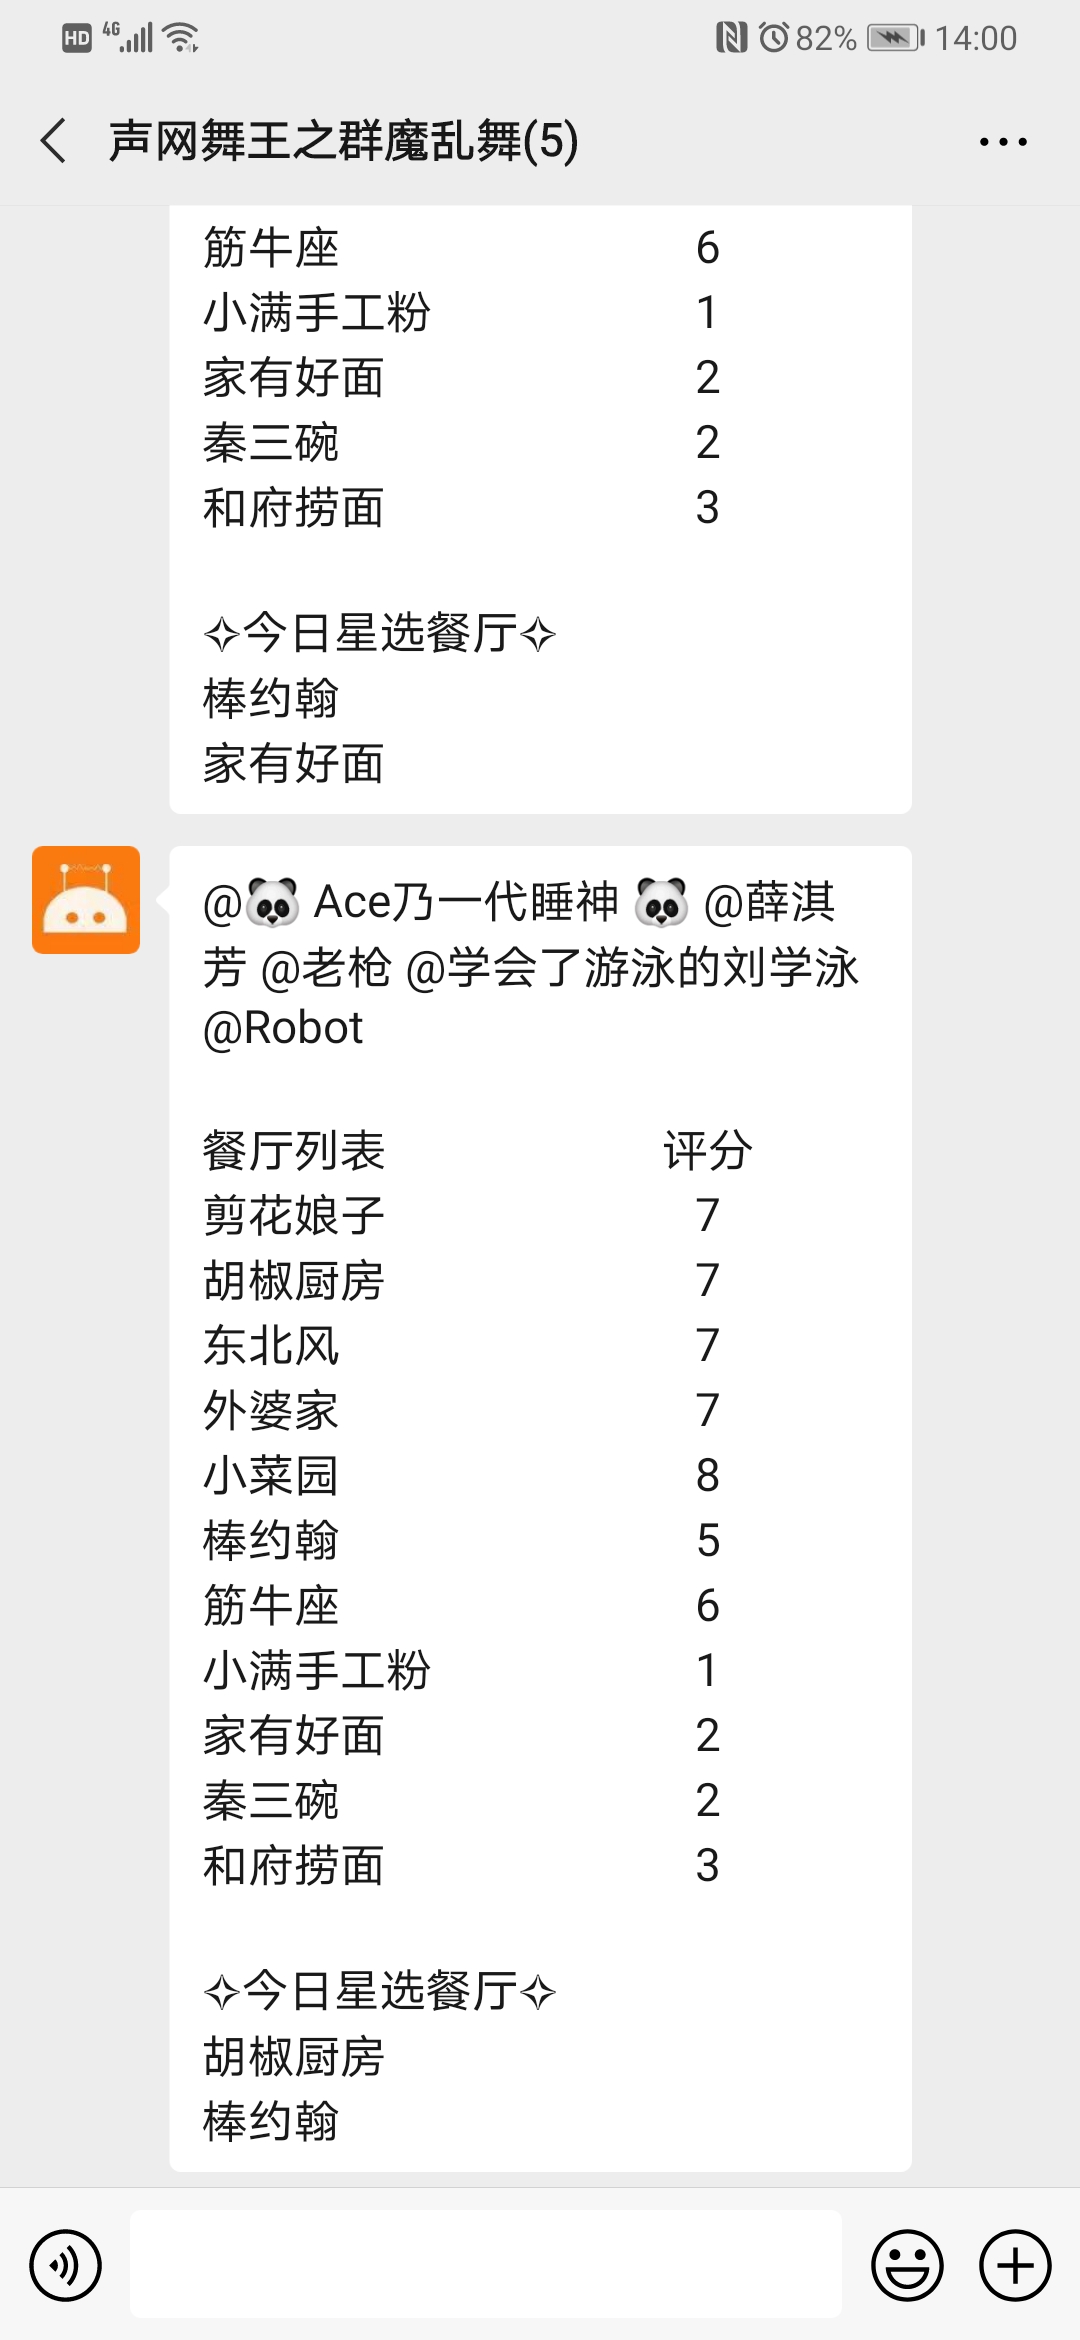 HD 4G 82% 14:00
声网舞王之群魔乱舞(5)
筋牛座 6
小满手工粉 1
家有好面 2
秦三碗 2
和府捞面 3
✧今日星选餐厅✧
棒约翰
家有好面
@🐼 Ace乃一代睡神 🐼 @薛淇
芳 @老枪 @学会了游泳的刘学泳
@Robot
餐厅列表 评分
剪花娘子 7
胡椒厨房 7
东北风 7
外婆家 7
小菜园 8
棒约翰 5
筋牛座 6
小满手工粉 1
家有好面 2
秦三碗 2
和府捞面 3
✧今日星选餐厅✧
胡椒厨房
棒约翰